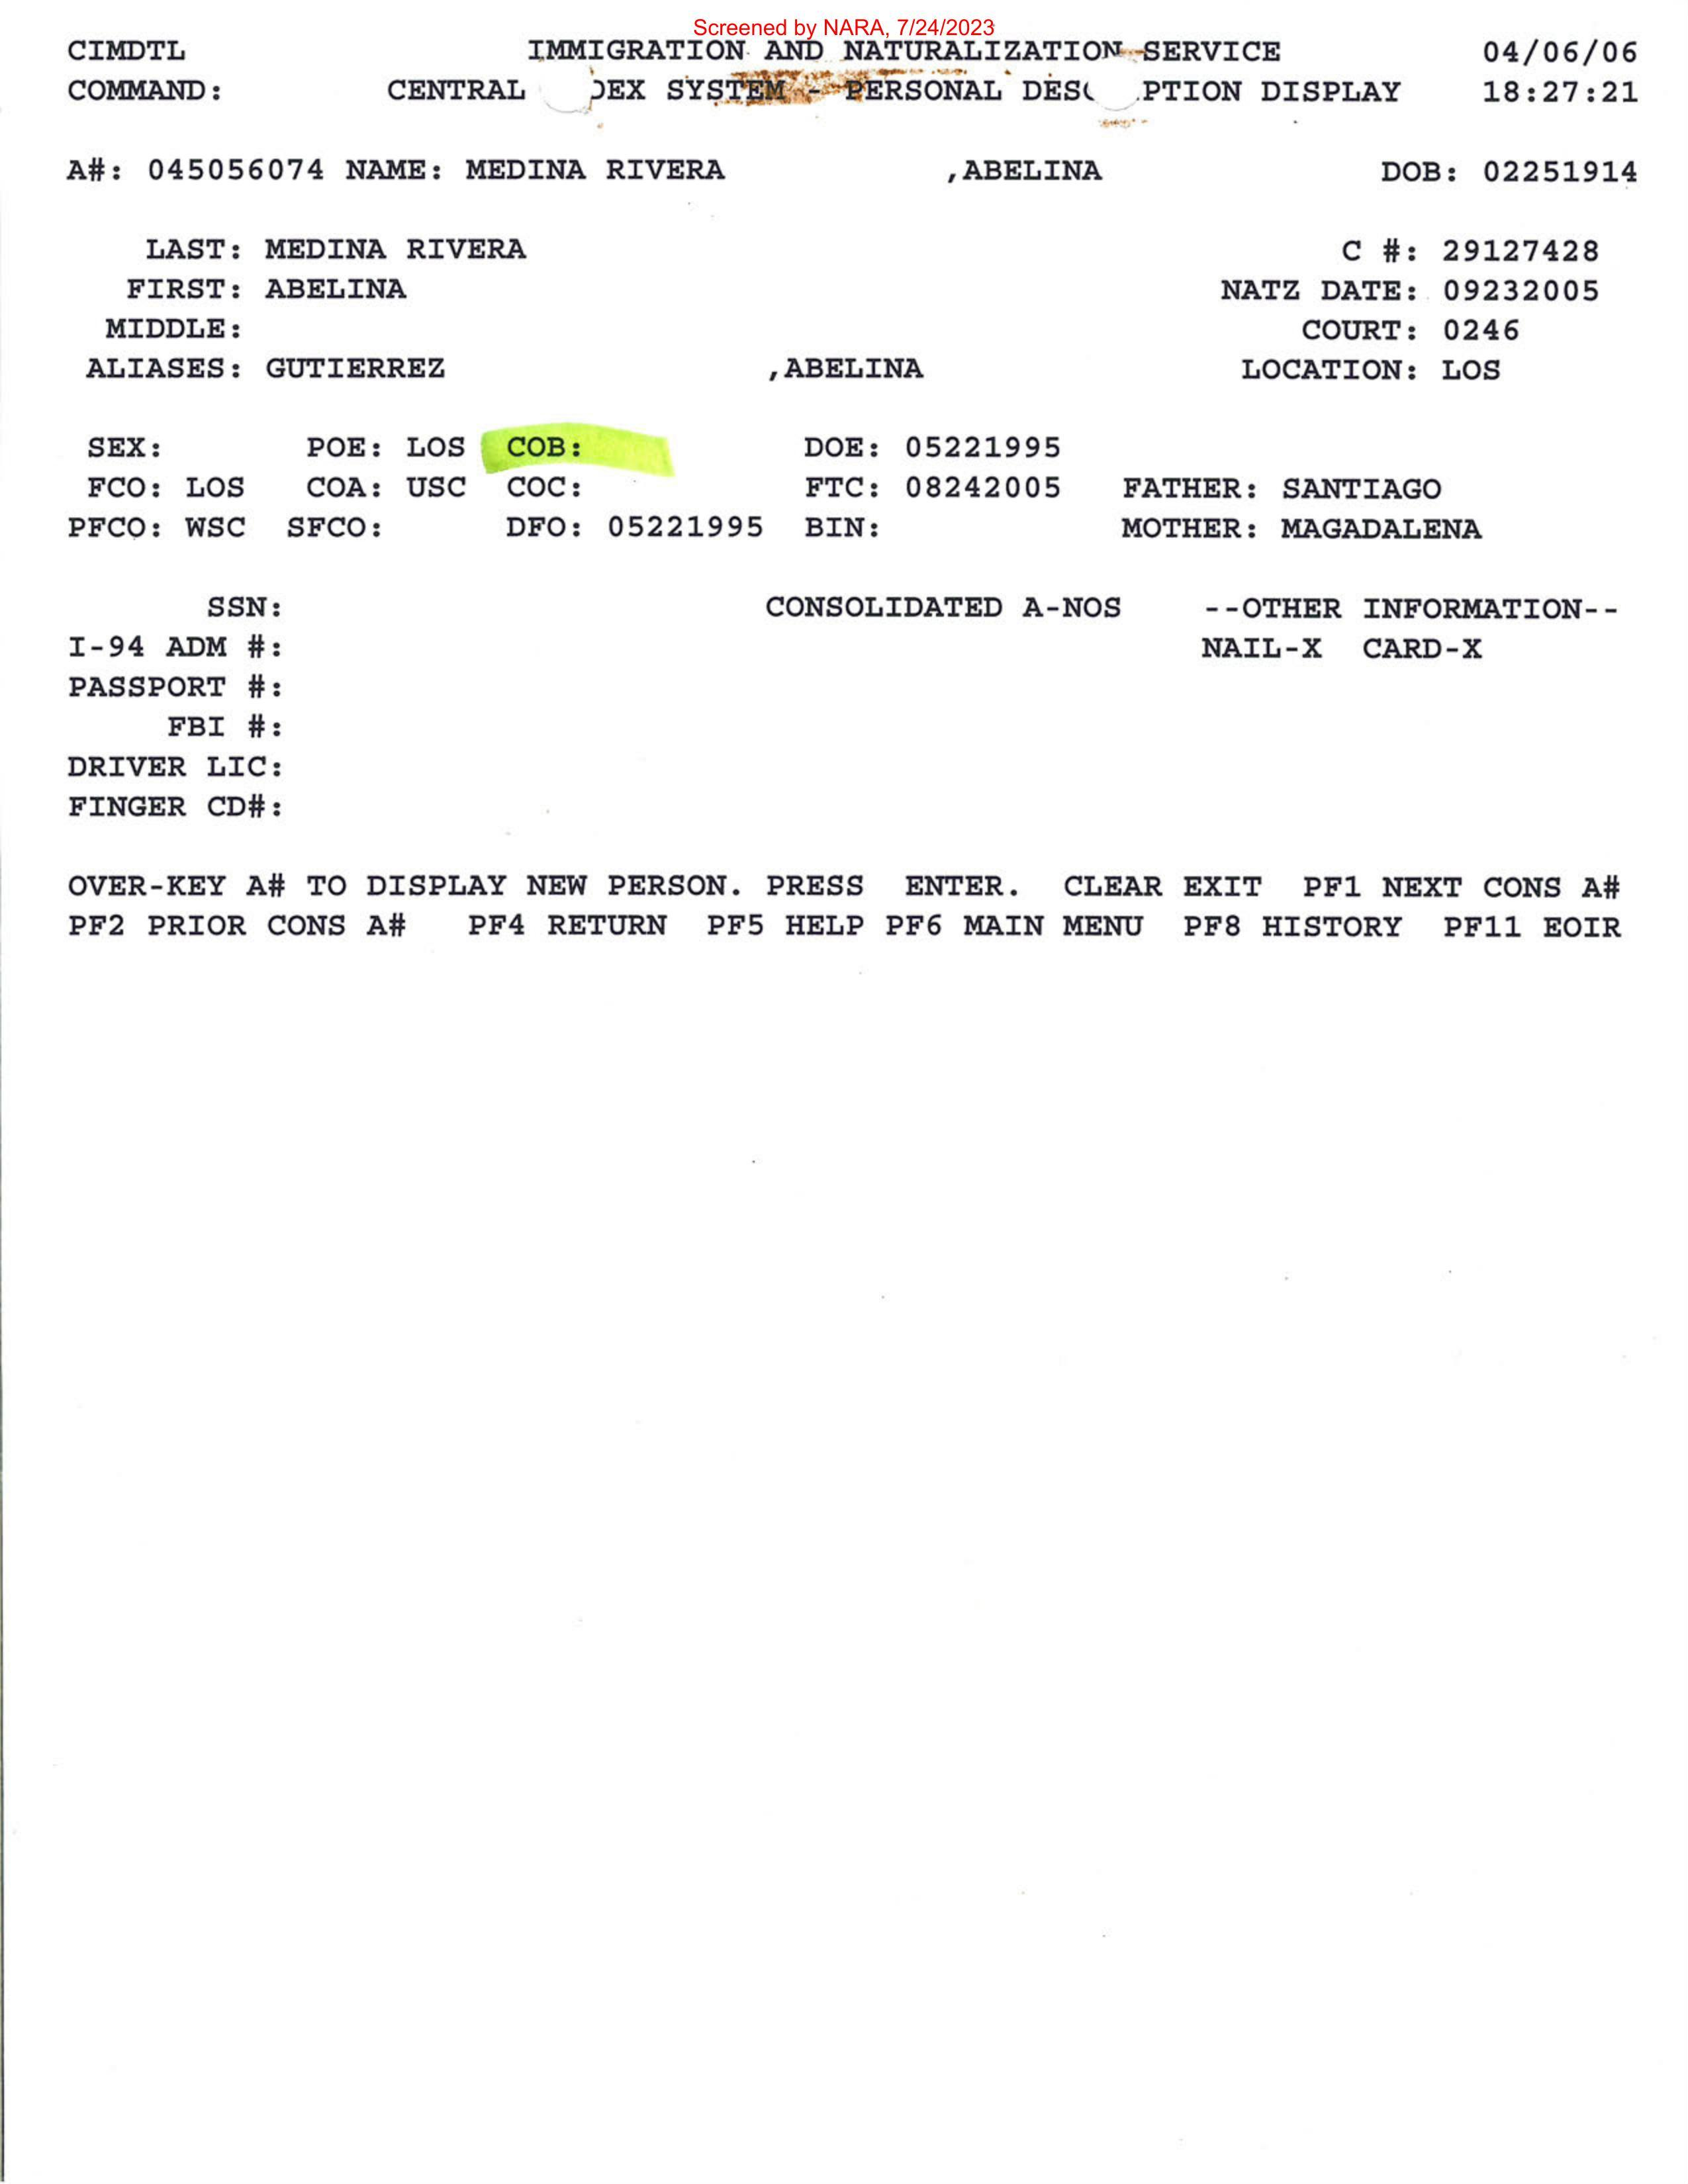 Screened by NARA, 7/24/2023
CIMDTL IMMIGRATION AND NATURALIZATION SERVICE 04/06/06
COMMAND: CENTRAL DEX SYSTEM - PERSONAL DESC PTION DISPLAY 18:27:21
A#: 045056074 NAME: MEDINA RIVERA ,ABELINA DOB: 02251914
LAST: MEDINA RIVERA C #: 29127428
FIRST: ABELINA NATZ DATE: 09232005
MIDDLE: COURT: 0246
ALIASES: GUTIERREZ ,ABELINA LOCATION: LOS
SEX: POE: LOS COB: DOE: 05221995
FCO: LOS COA: USC COC: FTC: 08242005 FATHER: SANTIAGO
PFCO: WSC SFCO: DFO: 05221995 BIN: MOTHER: MAGADALENA
SSN: CONSOLIDATED A-NOS --OTHER INFORMATION--
I-94 ADM #: NAIL-X CARD-X
PASSPORT #:
FBI #:
DRIVER LIC:
FINGER CD#:
OVER-KEY A# TO DISPLAY NEW PERSON. PRESS ENTER. CLEAR EXIT PF1 NEXT CONS A#
PF2 PRIOR CONS A# PF4 RETURN PF5 HELP PF6 MAIN MENU PF8 HISTORY PF11 EOIR